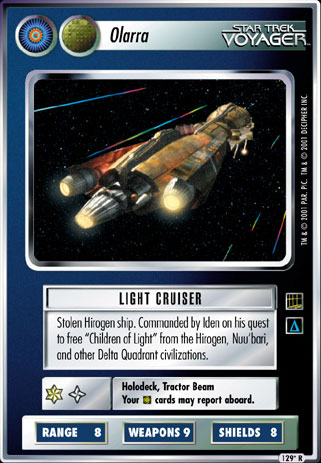 Olarra
STAR TREK
VOYAGER
TM & © 2001 PAR. PIC. TM & © 2001 DECIPHER INC.
LIGHT CRUISER
Stolen Hirogen ship. Commanded by Iden on his quest
to free "Children of Light" from the Hirogen, Nuu'bari,
and other Delta Quadrant civilizations.
Holodeck, Tractor Beam
Your cards may report aboard.
RANGE 8 WEAPONS 9 SHIELDS 8
129* R